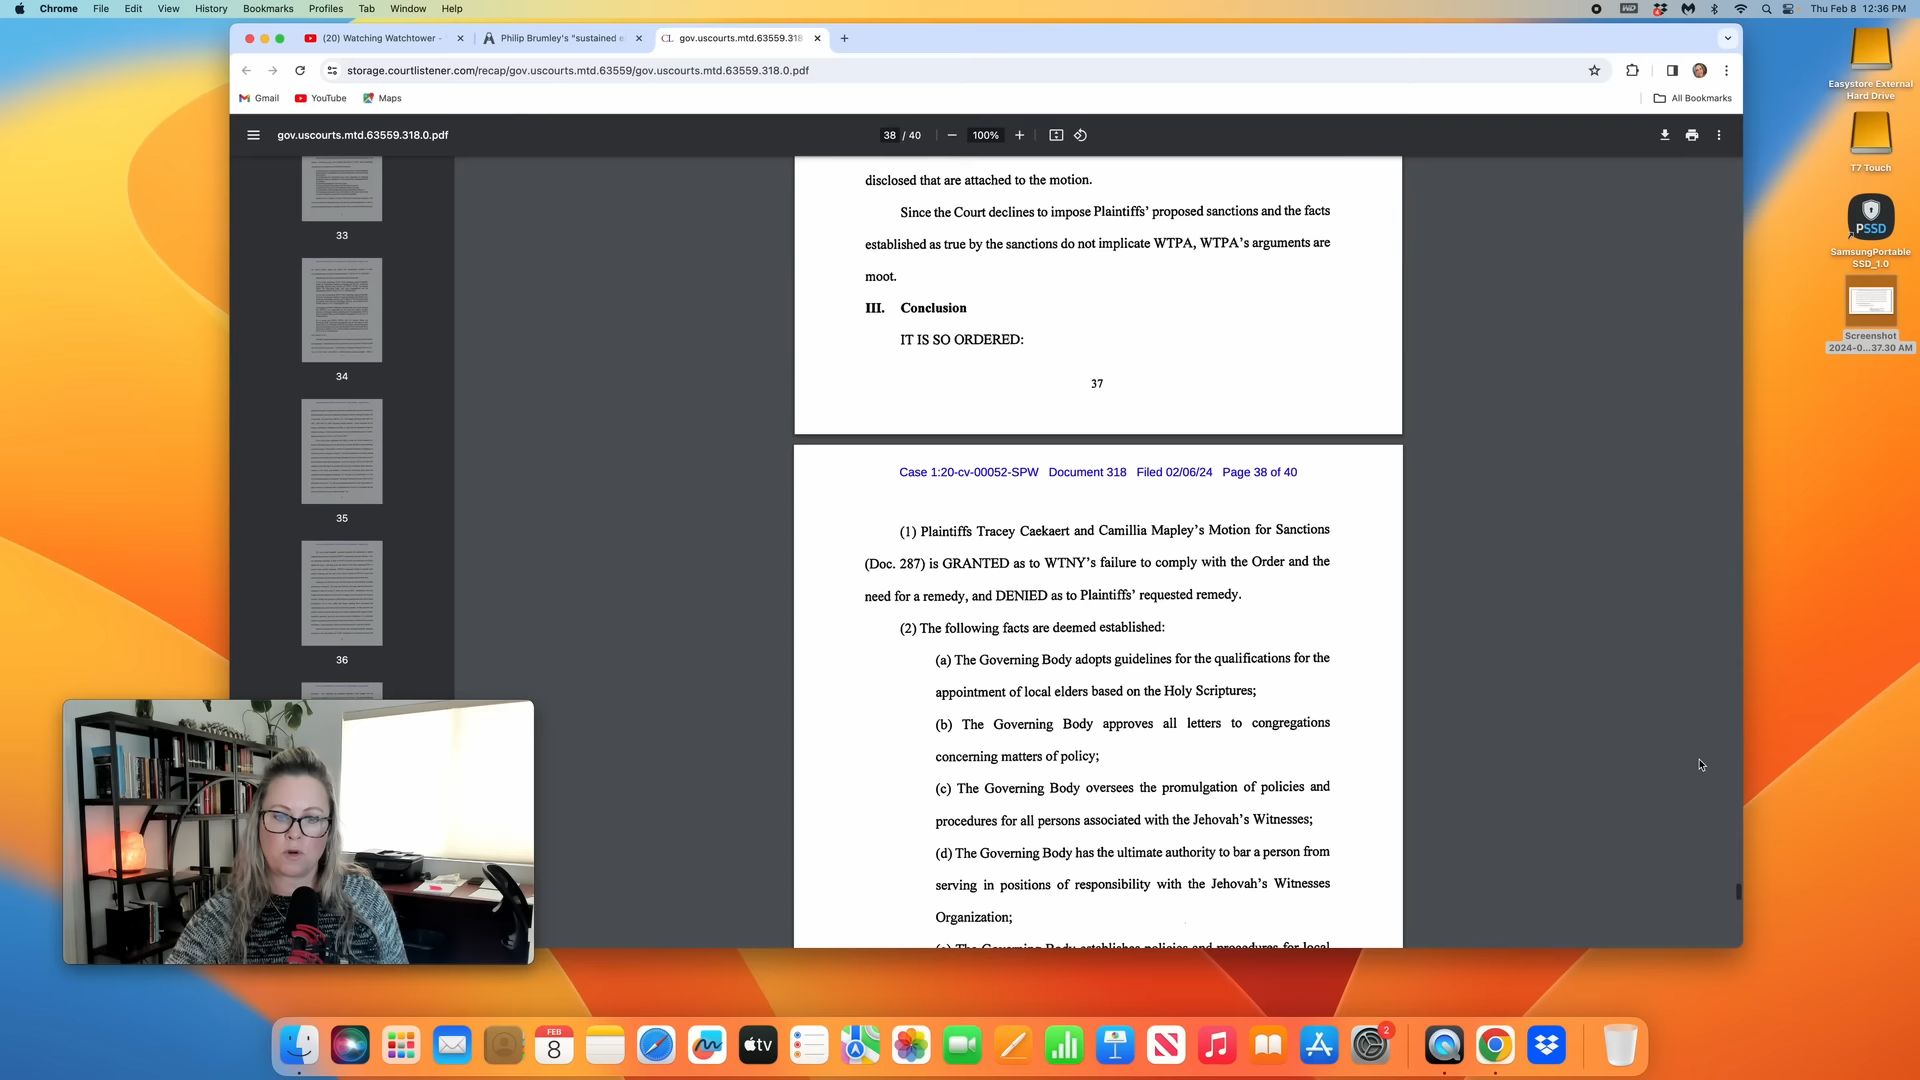 Chrome File Edit View History Bookmarks Profiles Tab Window Help
WD
Thu Feb 8 12:36 PM
(20) Watching Watchtower -
Philip Brumley's "sustained e
CL gov.uscourts.mtd.63559.318
storage.courtlistener.com/recap/gov.uscourts.mtd.63559/gov.uscourts.mtd.63559.318.0.pdf
Gmail YouTube Maps
All Bookmarks
gov.uscourts.mtd.63559.318.0.pdf
38 / 40
100%
33
34
35
36
disclosed that are attached to the motion.
Since the Court declines to impose Plaintiffs' proposed sanctions and the facts
established as true by the sanctions do not implicate WTPA, WTPA's arguments are
moot.
III. Conclusion
IT IS SO ORDERED:
37
Case 1:20-cv-00052-SPW Document 318 Filed 02/06/24 Page 38 of 40
(1) Plaintiffs Tracey Caekaert and Camillia Mapley's Motion for Sanctions
(Doc. 287) is GRANTED as to WTNY's failure to comply with the Order and the
need for a remedy, and DENIED as to Plaintiffs' requested remedy.
(2) The following facts are deemed established:
(a) The Governing Body adopts guidelines for the qualifications for the
appointment of local elders based on the Holy Scriptures;
(b) The Governing Body approves all letters to congregations
concerning matters of policy;
(c) The Governing Body oversees the promulgation of policies and
procedures for all persons associated with the Jehovah's Witnesses;
(d) The Governing Body has the ultimate authority to bar a person from
serving in positions of responsibility with the Jehovah's Witnesses
Organization;
(e) The Governing Body establishes policies and procedures for local
Easystore External
Hard Drive
T7 Touch
PSSD
SamsungPortable
SSD_1.0
Screenshot
2024-0...37.30 AM
FEB
8
tv
2